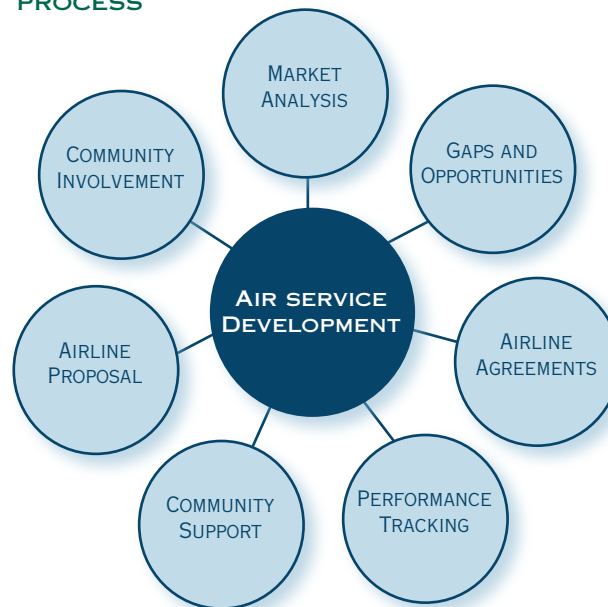 PROCESS
MARKET
ANALYSIS
GAPS AND
OPPORTUNITIES
AIRLINE
AGREEMENTS
PERFORMANCE
TRACKING
COMMUNITY
SUPPORT
AIRLINE
PROPOSAL
COMMUNITY
INVOLVEMENT
AIR SERVICE
DEVELOPMENT